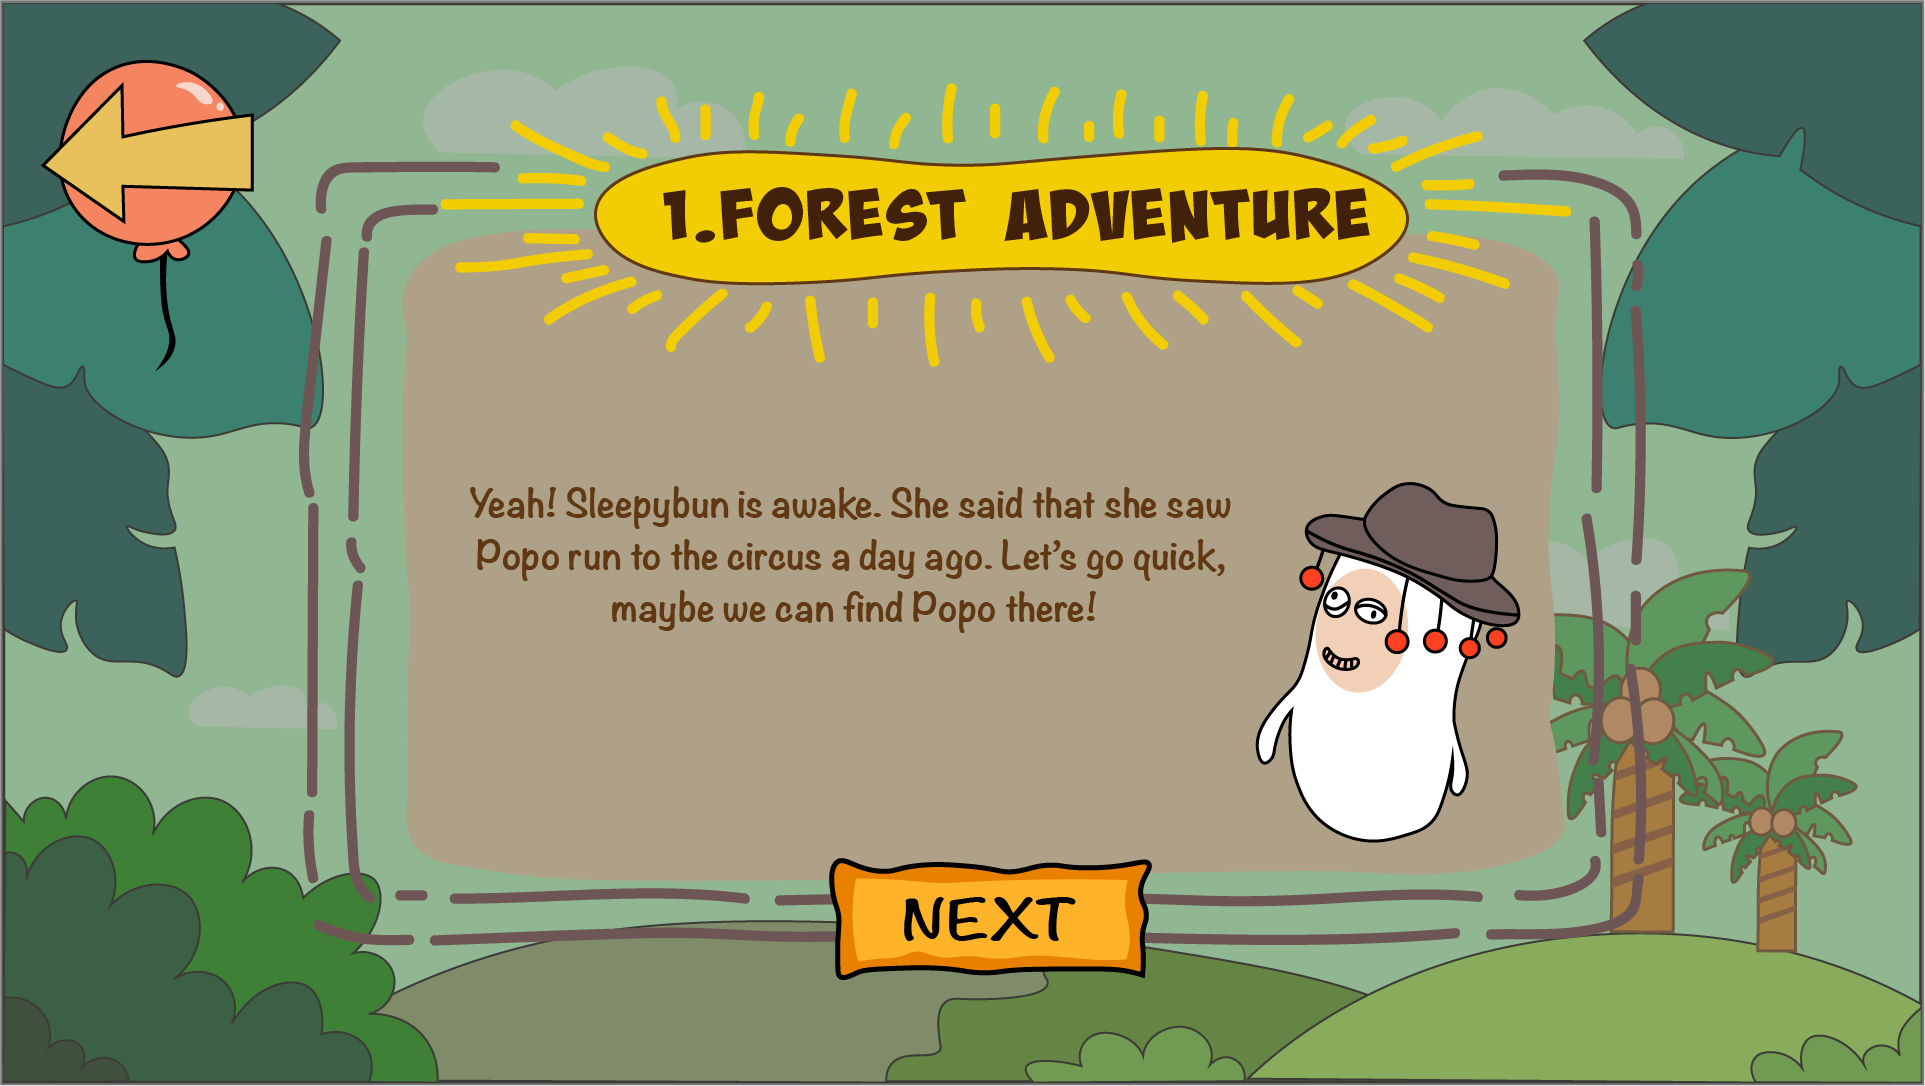 1.FOREST ADVENTURE
Yeah! Sleepybun is awake. She said that she saw
Popo run to the circus a day ago. Let's go quick,
maybe we can find Popo there!
NEXT